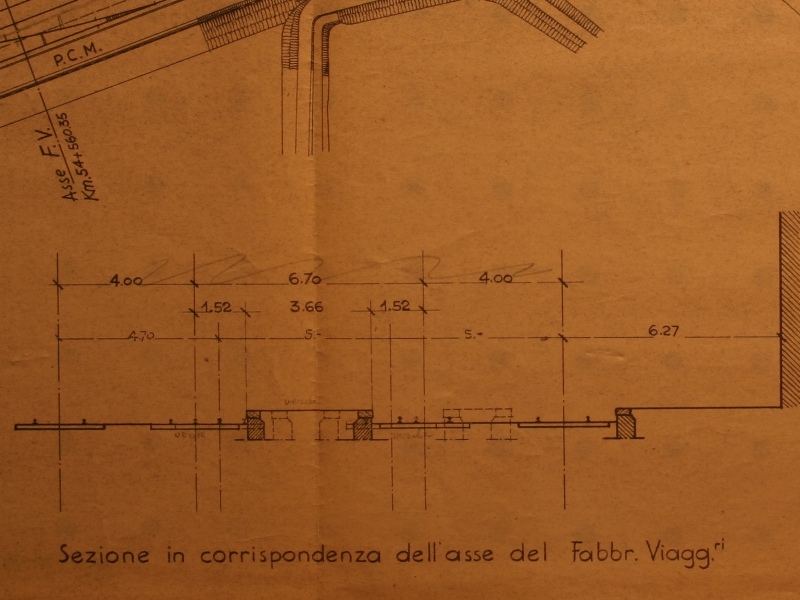 P.C.M.
Asse F.V.
Km.54+560.35
4.00 6.70 4.00
1.52 3.66 1.52
4.70 5.- 5.- 6.27
Sezione in corrispondenza dell'asse del Fabbr. Viagg.ri